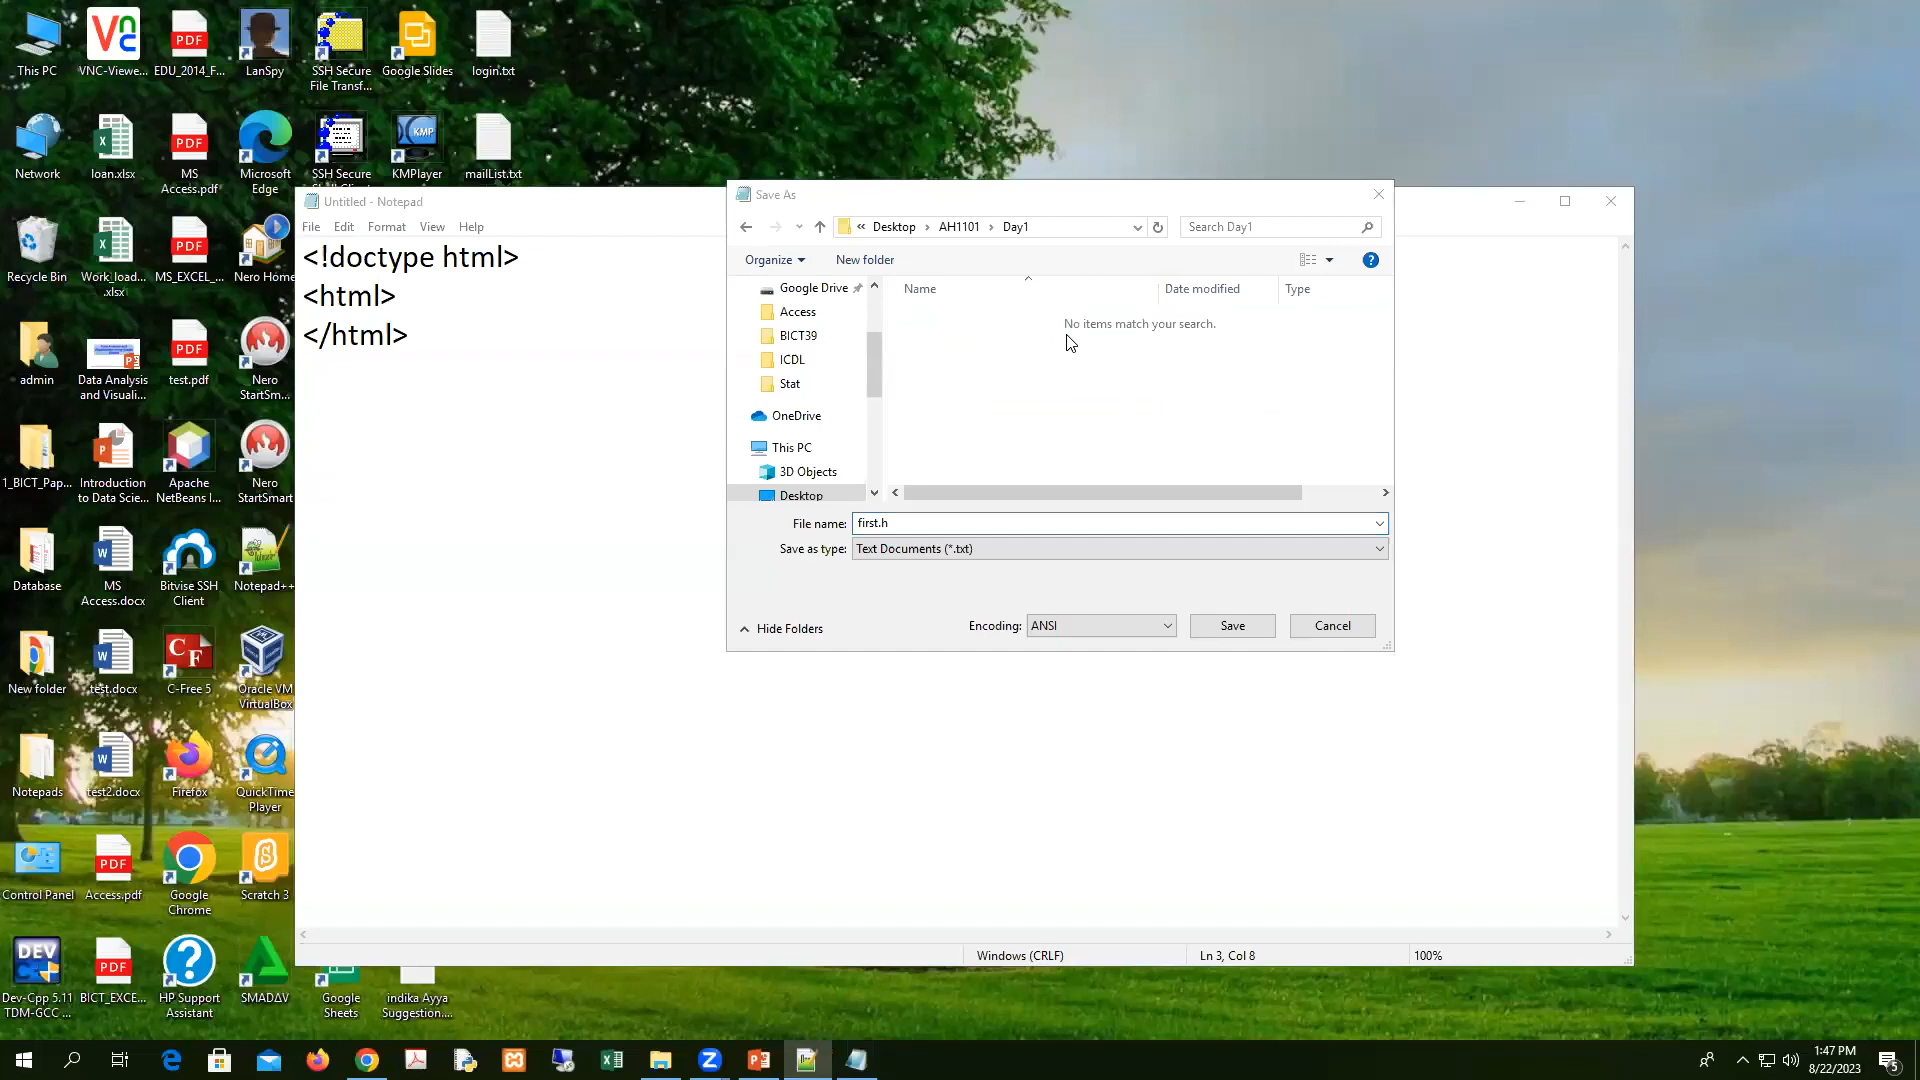 This PC
VNC-Viewe...
EDU_2014_F...
LanSpy
SSH Secure
File Transf...
Google Slides
login.txt
Network
loan.xlsx
MS
Access.pdf
Microsoft
Edge
SSH Secure
KMPlayer
mailList.txt
Recycle Bin
Work_load...
.xlsx
MS_EXCEL_...
Nero Home
admin
Data Analysis
and Visuali...
test.pdf
Nero
StartSm...
1_BICT_Pap...
Introduction
to Data Scie...
Apache
NetBeans I...
Nero
StartSmart
Database
MS
Access.docx
Bitvise SSH
Client
Notepad++
New folder
test.docx
C-Free 5
Oracle VM
VirtualBox
Notepads
test2.docx
Firefox
QuickTime
Player
Control Panel
Access.pdf
Google
Chrome
Scratch 3
Dev-Cpp 5.11
TDM-GCC ...
BICT_EXCE...
HP Support
Assistant
SMADΔV
Google
Sheets
indika Ayya
Suggestion....
Untitled - Notepad
File Edit Format View Help
<!doctype html>
<html>
</html>
Windows (CRLF)
Ln 3, Col 8
100%
Save As
« Desktop › AH1101 › Day1
Search Day1
Organize
New folder
Google Drive
Access
BICT39
ICDL
Stat
OneDrive
This PC
3D Objects
Desktop
Name
Date modified
Type
No items match your search.
File name: first.h
Save as type: Text Documents (*.txt)
Hide Folders
Encoding: ANSI
Save
Cancel
1:47 PM
8/22/2023
5